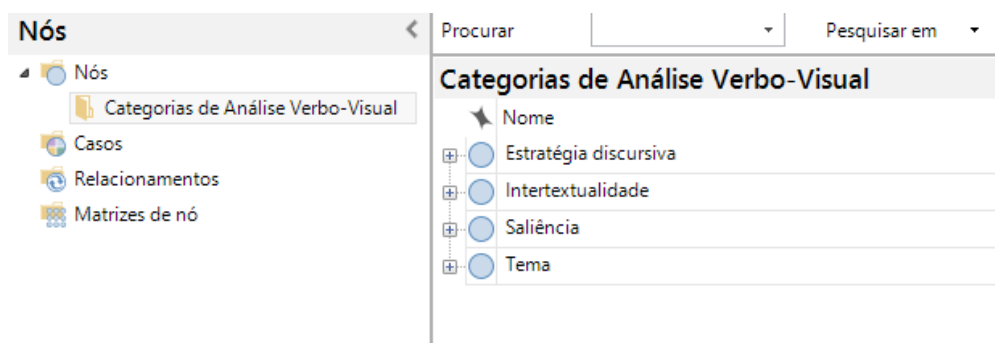 Nós
Nós
Categorias de Análise Verbo-Visual
Casos
Relacionamentos
Matrizes de nó
Procurar Pesquisar em
Categorias de Análise Verbo-Visual
Nome
Estratégia discursiva
Intertextualidade
Saliência
Tema